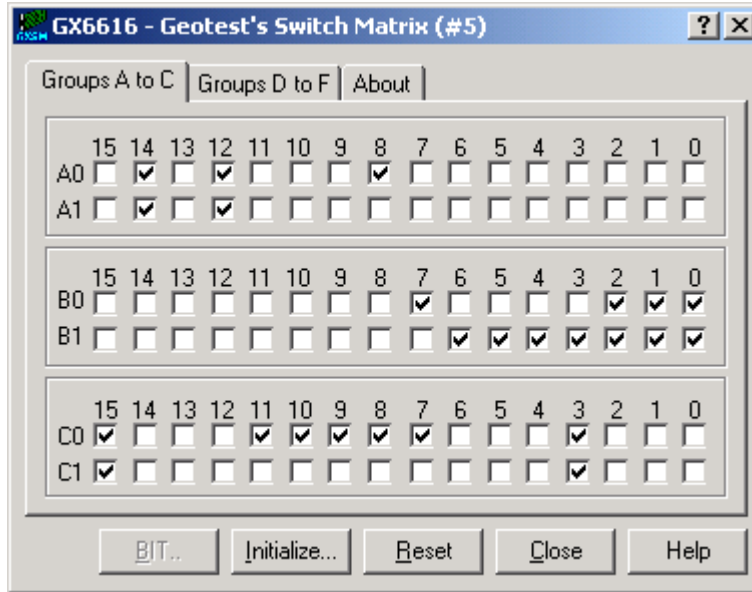 GX6616 - Geotest's Switch Matrix (#5)
Groups A to C Groups D to F About
15 14 13 12 11 10 9 8 7 6 5 4 3 2 1 0
A0
A1
15 14 13 12 11 10 9 8 7 6 5 4 3 2 1 0
B0
B1
15 14 13 12 11 10 9 8 7 6 5 4 3 2 1 0
C0
C1
BIT.. Initialize... Reset Close Help